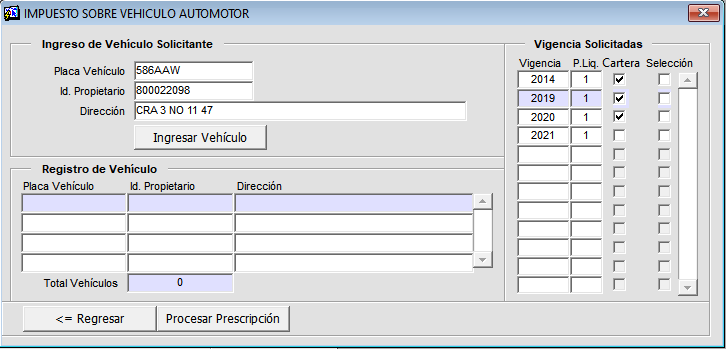 IMPUESTO SOBRE VEHICULO AUTOMOTOR
Ingreso de Vehículo Solicitante
Placa Vehículo 586AAW
Id. Propietario 800022098
Dirección CRA 3 NO 11 47
Ingresar Vehículo
Registro de Vehículo
Placa Vehículo Id. Propietario Dirección
Total Vehículos 0
Vigencia Solicitadas
Vigencia P.Liq. Cartera Selección
2014 1
2019 1
2020 1
2021 1
<= Regresar Procesar Prescripción